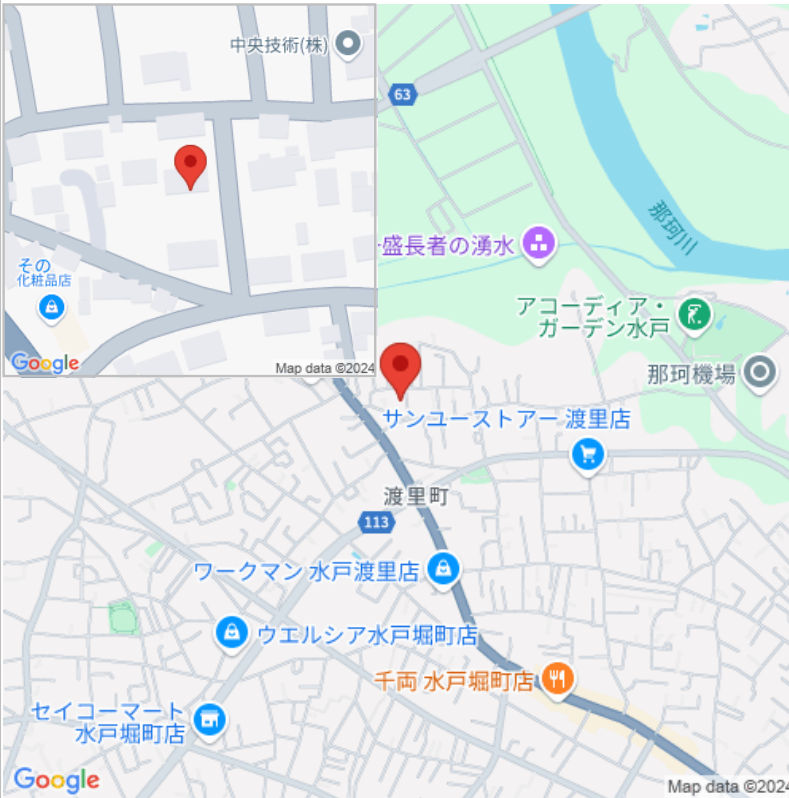 中央技術(株)
その
化粧品店
Google
Map data ©2024
63
那珂川
盛長者の湧水
アコーディア・
ガーデン水戸
那珂機場
サンユーストアー 渡里店
渡里町
113
ワークマン 水戸渡里店
ウエルシア水戸堀町店
千両 水戸堀町店
セイコーマート
水戸堀町店
Google
Map data ©2024